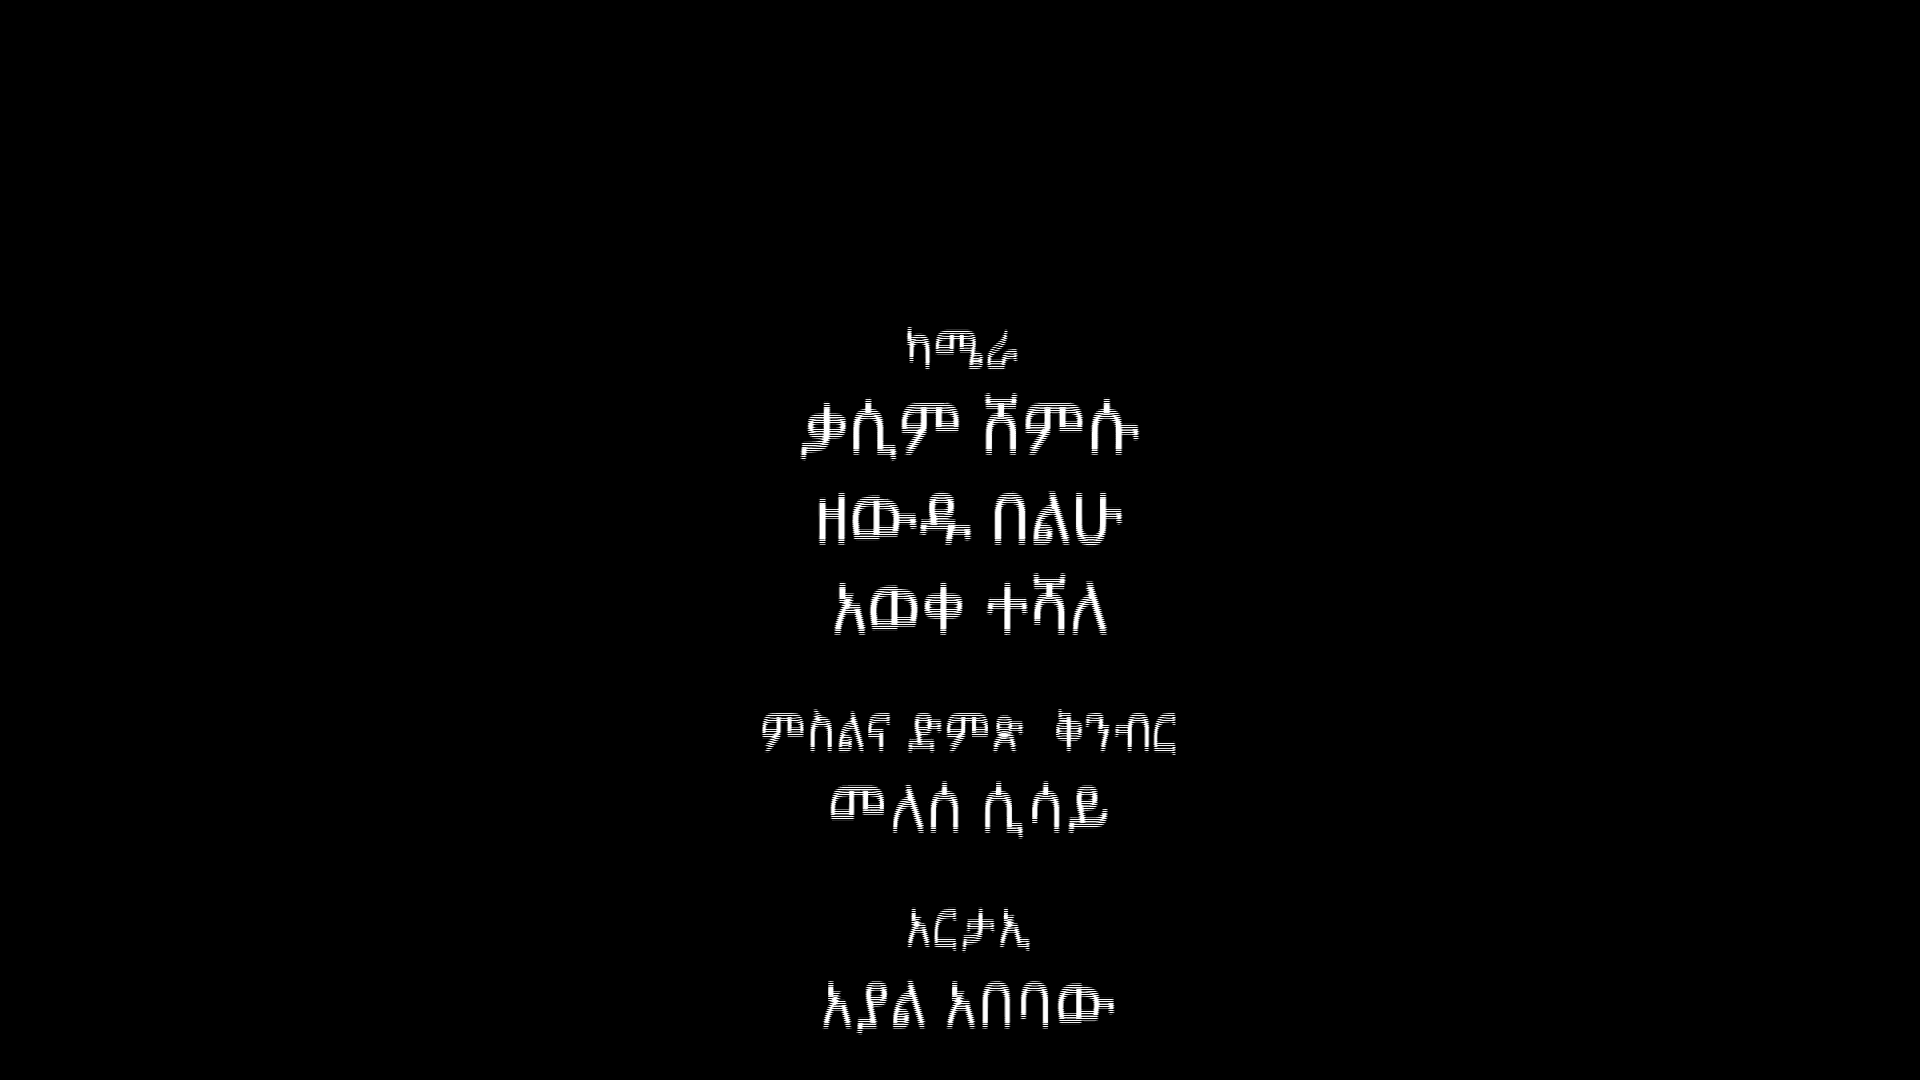 ካሜራ
ቃሲም ሸምሱ
ዘውዱ በልሁ
አወቀ ተሻለ
ምስልና ድምጽ ቅንብር
መለሰ ሲሳይ
አርታኢ
አያል አበባው